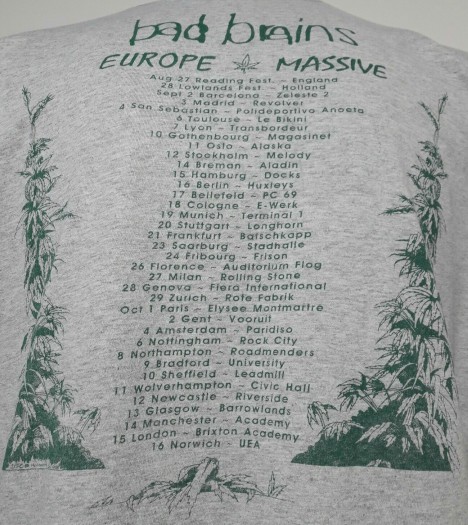 bad brains
EUROPE MASSIVE
Aug 27 Reading Fest. ~ England
28 Lowlands Fest. ~ Holland
Sept 2 Barcelona ~ Zeleste 2
3 Madrid ~ Revolver
4 San Sebastian ~ Polideportivo Anoeta
6 Toulouse ~ Le Bikini
7 Lyon ~ Transbordeur
10 Gothenbourg ~ Magasinet
11 Oslo ~ Alaska
12 Stockholm ~ Melody
14 Breman ~ Aladin
15 Hamburg ~ Docks
16 Berlin ~ Huxleys
17 Bielefeld ~ PC 69
18 Cologne ~ E-Werk
19 Munich ~ Terminal 1
20 Stuttgart ~ Longhorn
21 Frankfurt ~ Batschkapp
23 Saarburg ~ Stadhalle
24 Fribourg ~ Frison
26 Florence ~ Auditorium Flog
27 Milan ~ Rolling Stone
28 Genova ~ Fiera International
29 Zurich ~ Rote Fabrik
Oct 1 Paris ~ Elysee Montmartre
2 Gent ~ Vooruit
4 Amsterdam ~ Paridiso
6 Nottingham ~ Rock City
8 Northampton ~ Roadmenders
9 Bradford ~ University
10 Sheffield ~ Leadmill
11 Wolverhampton ~ Civic Hall
12 Newcastle ~ Riverside
13 Glasgow ~ Barrowlands
14 Manchester ~ Academy
15 London ~ Brixton Academy
16 Norwich ~ UEA